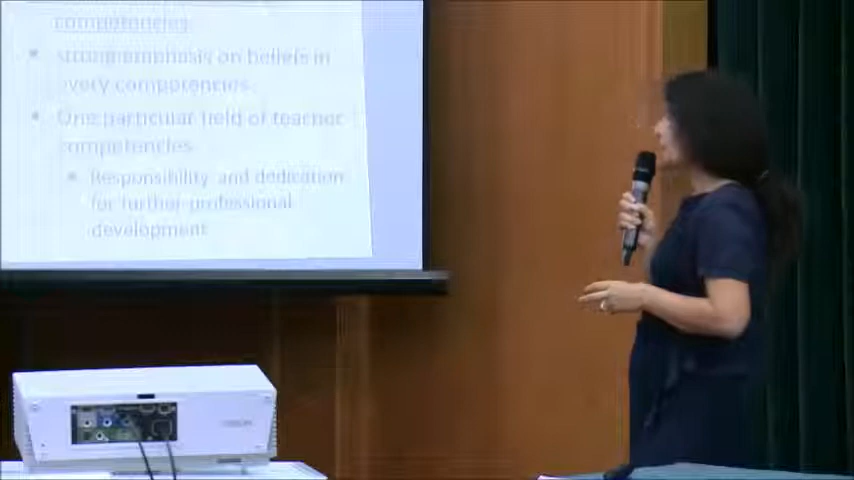 competencies
• strong emphasis on beliefs in
every competencies.
• One particular field of teacher
competencies.
• Responsibility and dedication
for further professional
development